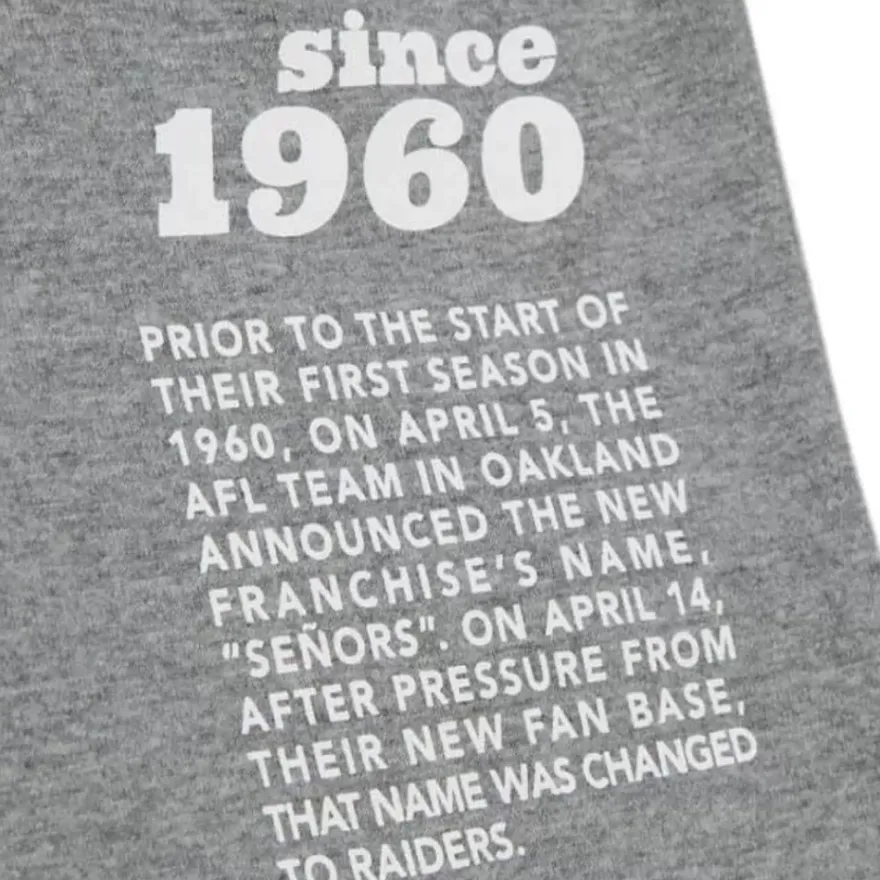 since
1960
PRIOR TO THE START OF
THEIR FIRST SEASON IN
1960, ON APRIL 5, THE
AFL TEAM IN OAKLAND
ANNOUNCED THE NEW
FRANCHISE'S NAME,
"SEÑORS". ON APRIL 14,
AFTER PRESSURE FROM
THEIR NEW FAN BASE,
THAT NAME WAS CHANGED
TO RAIDERS.